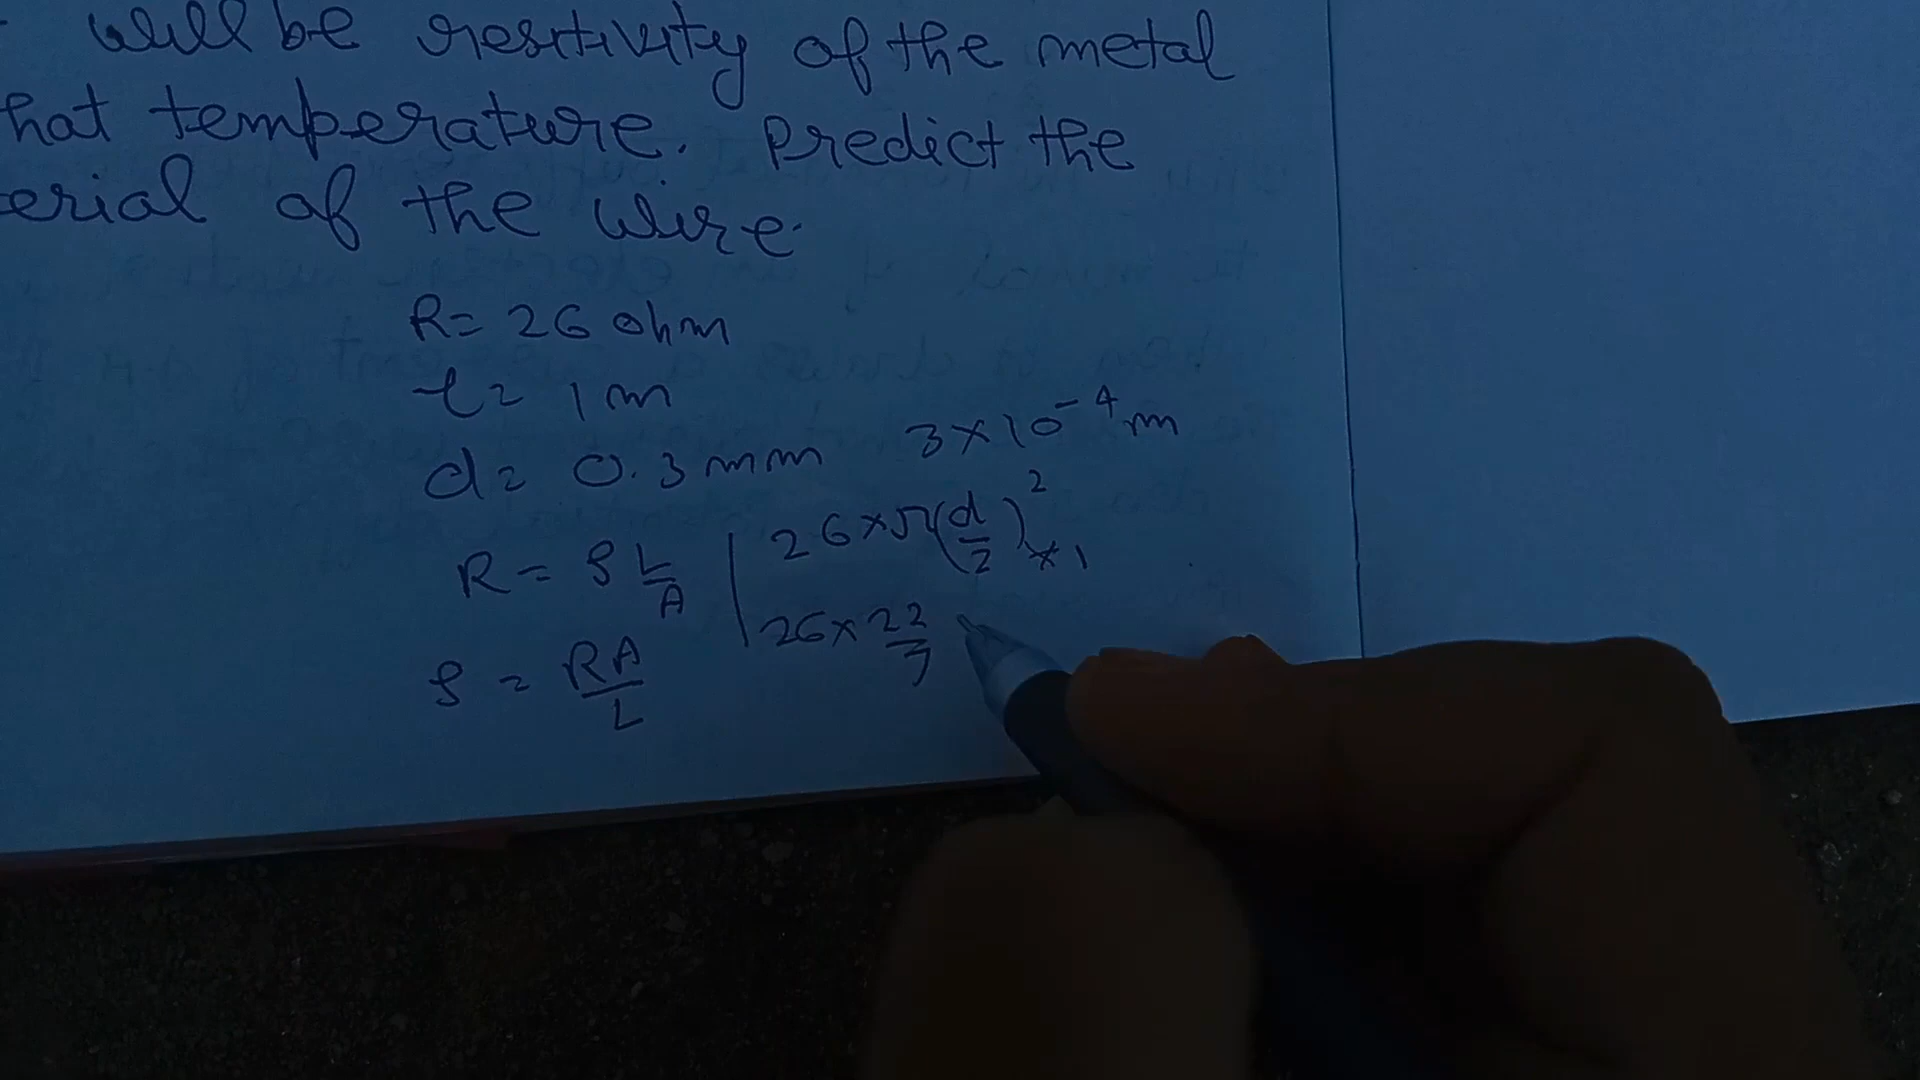 will be resitivity of the metal
hat temperature. Predict the
erial of the wire.
R = 26 ohm
l = 1 m
d = 0.3 mm 3 × 10⁻⁴ m
R = ρ L/A | 26 × π(d/2)² × 1
ρ = RA/L | 26 × 22/7